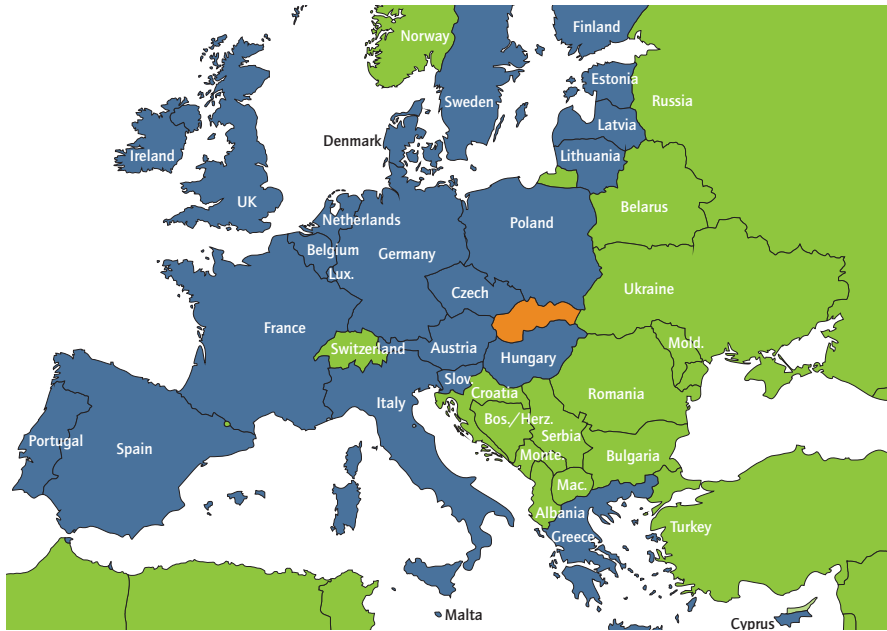 Finland
Norway
Estonia
Sweden
Russia
Latvia
Denmark
Ireland
Lithuania
UK
Belarus
Netherlands
Poland
Belgium
Germany
Lux.
Ukraine
Czech
France
Mold.
Switzerland
Austria
Hungary
Slov.
Croatia
Romania
Italy
Bos./Herz.
Serbia
Portugal
Spain
Monte.
Bulgaria
Mac.
Albania
Turkey
Greece
Malta
Cyprus